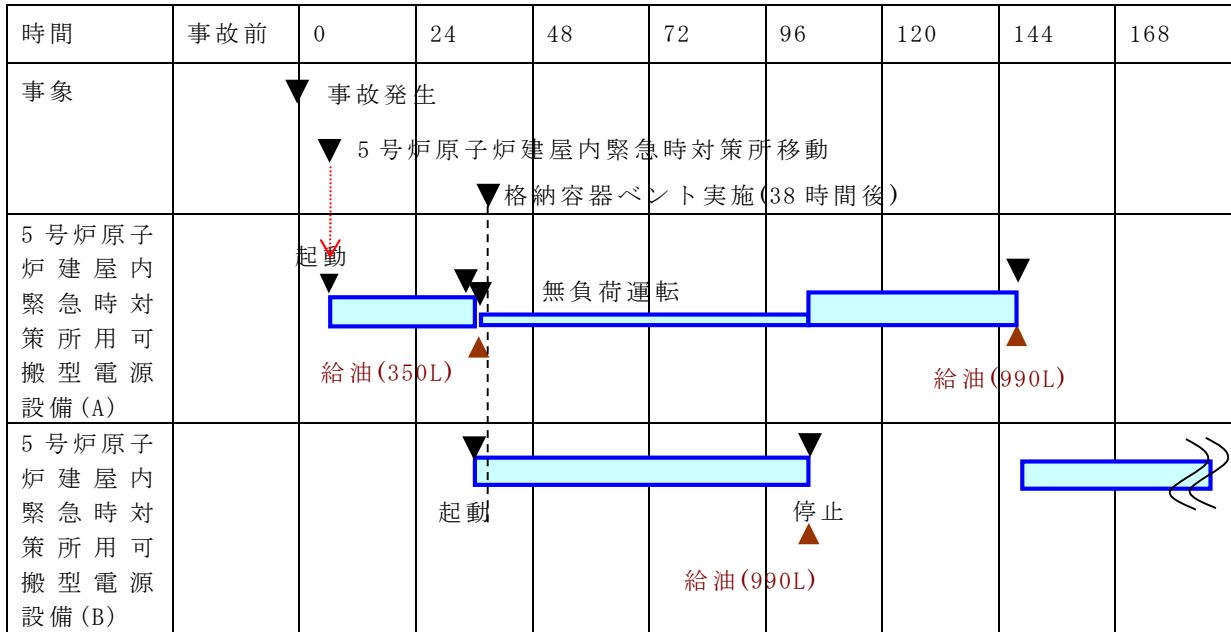 時間 事故前 0 24 48 72 96 120 144 168
事象
事故発生
5号炉原子炉建屋内緊急時対策所移動
格納容器ベント実施(38時間後)
5号炉原子
炉建屋内
緊急時対
策所用可
搬型電源
設備(A)
起動
無負荷運転
給油(350L)
給油(990L)
5号炉原子
炉建屋内
緊急時対
策所用可
搬型電源
設備(B)
起動
停止
給油(990L)